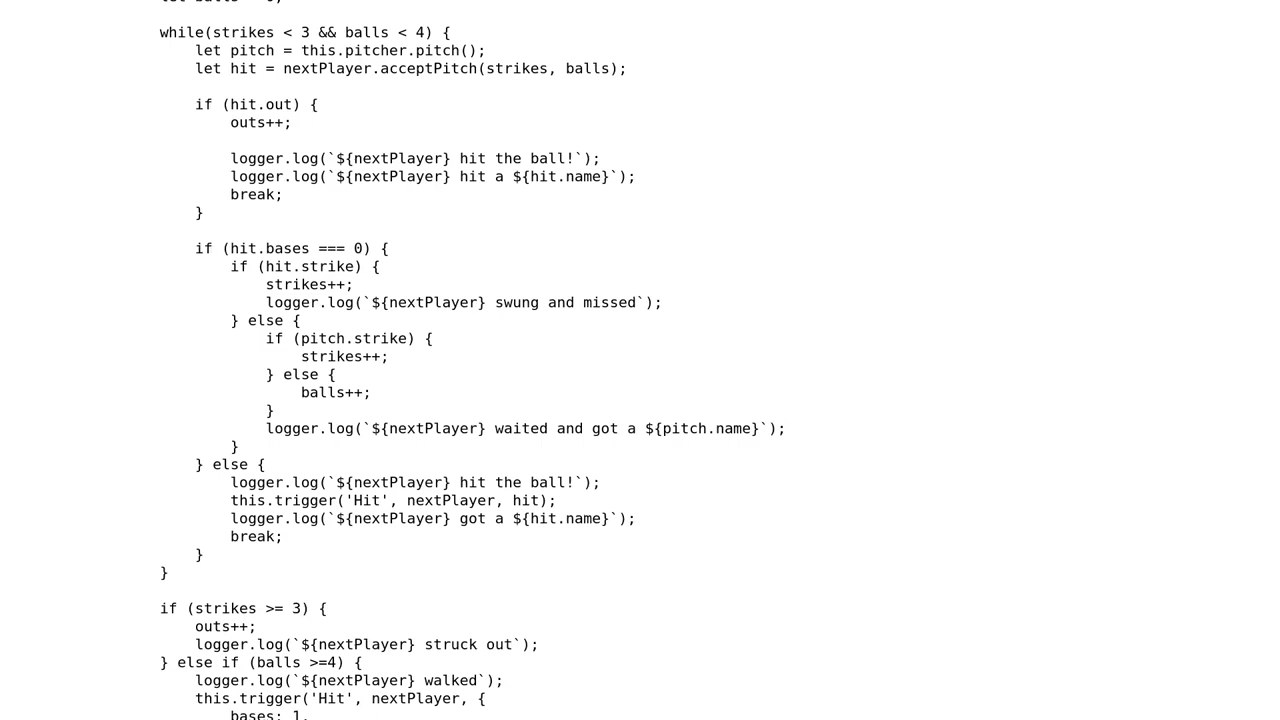 while(strikes < 3 && balls < 4) {
let pitch = this.pitcher.pitch();
let hit = nextPlayer.acceptPitch(strikes, balls);
if (hit.out) {
outs++;
logger.log(`${nextPlayer} hit the ball!`);
logger.log(`${nextPlayer} hit a ${hit.name}`);
break;
}
if (hit.bases === 0) {
if (hit.strike) {
strikes++;
logger.log(`${nextPlayer} swung and missed`);
} else {
if (pitch.strike) {
strikes++;
} else {
balls++;
}
logger.log(`${nextPlayer} waited and got a ${pitch.name}`);
}
} else {
logger.log(`${nextPlayer} hit the ball!`);
this.trigger('Hit', nextPlayer, hit);
logger.log(`${nextPlayer} got a ${hit.name}`);
break;
}
}
if (strikes >= 3) {
outs++;
logger.log(`${nextPlayer} struck out`);
} else if (balls >=4) {
logger.log(`${nextPlayer} walked`);
this.trigger('Hit', nextPlayer, {
bases: 1,